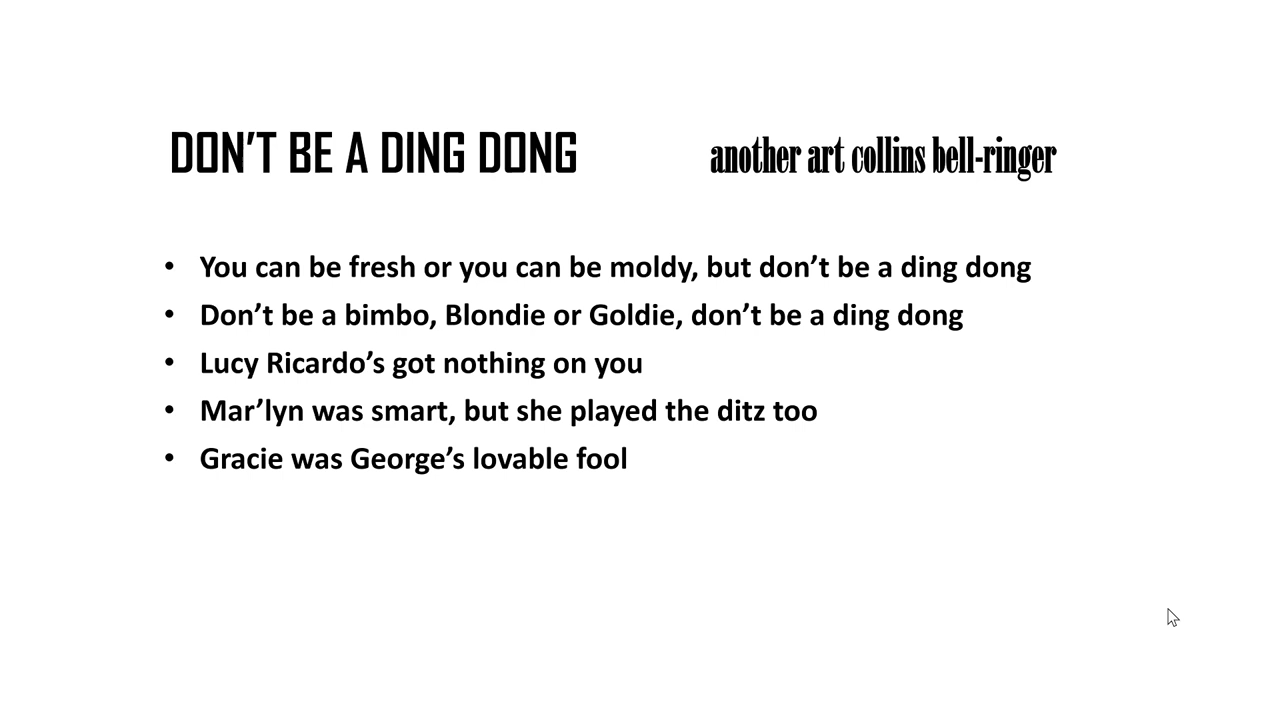 DON’T BE A DING DONG
another art collins bell-ringer
• You can be fresh or you can be moldy, but don’t be a ding dong
• Don’t be a bimbo, Blondie or Goldie, don’t be a ding dong
• Lucy Ricardo’s got nothing on you
• Mar’lyn was smart, but she played the ditz too
• Gracie was George’s lovable fool